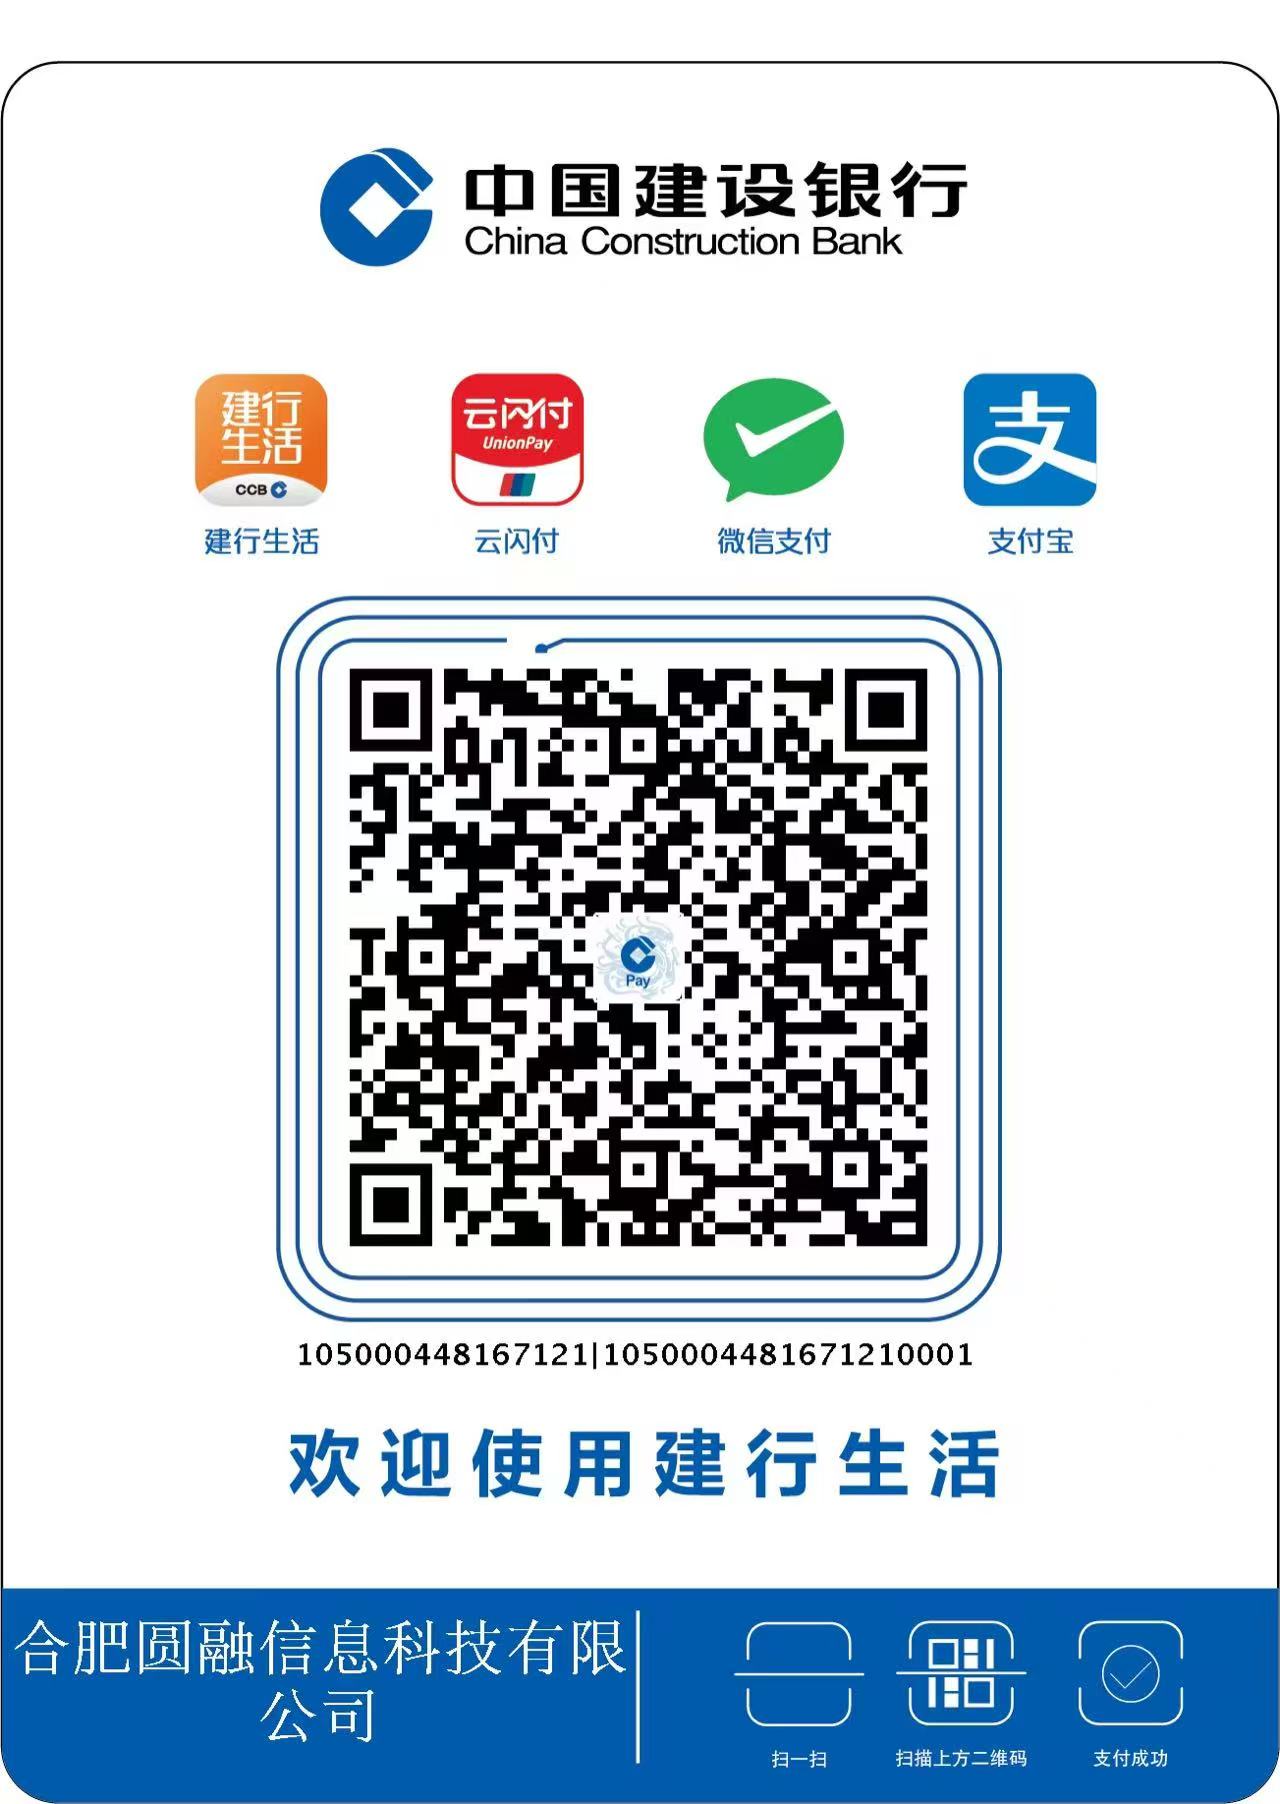 中国建设银行
China Construction Bank
建行
生活
CCB
云闪付
UnionPay
支
建行生活
云闪付
微信支付
支付宝
Pay
105000448167121|1050004481671210001
欢迎使用建行生活
合肥圆融信息科技有限
公司
扫一扫
扫描上方二维码
支付成功